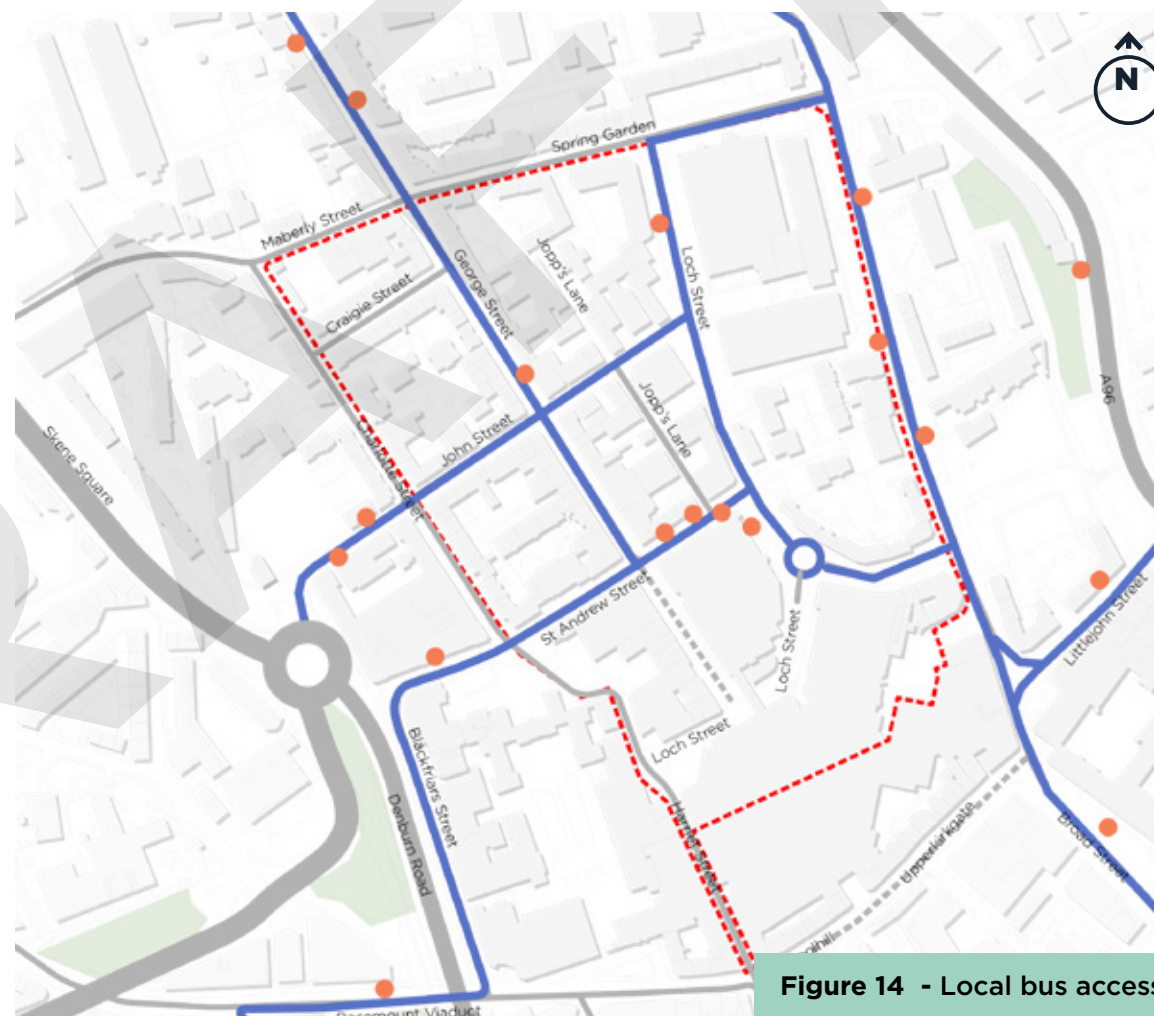 N
Spring Garden
Maberly Street
Craigie Street
George Street
Jopp's Lane
Loch Street
A96
Skene Square
Charlotte Street
John Street
Jopp's Lane
St Andrew Street
Loch Street
Littlejohn Street
Loch Street
Blackfriars Street
Denburn Road
Harriet Street
Upperkirkgate
Broad Street
Figure 14 - Local bus access